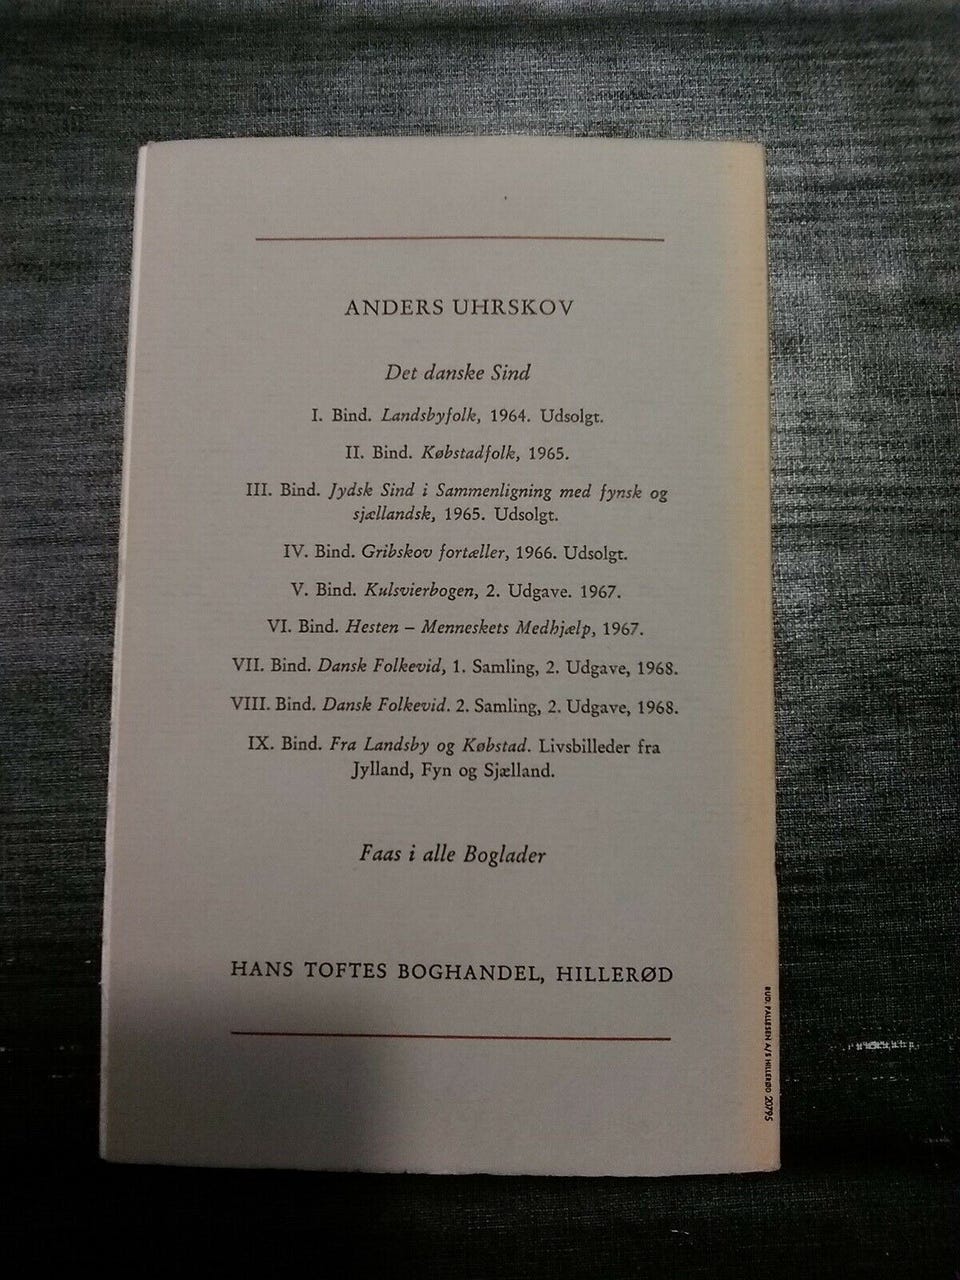 ANDERS UHRSKOV
Det danske Sind
I. Bind. Landsbyfolk, 1964. Udsolgt.
II. Bind. Købstadfolk, 1965.
III. Bind. Jydsk Sind i Sammenligning med fynsk og
sjællandsk, 1965. Udsolgt.
IV. Bind. Gribskov fortæller, 1966. Udsolgt.
V. Bind. Kulsvierbogen, 2. Udgave. 1967.
VI. Bind. Hesten – Menneskets Medhjælp, 1967.
VII. Bind. Dansk Folkevid, 1. Samling, 2. Udgave, 1968.
VIII. Bind. Dansk Folkevid. 2. Samling, 2. Udgave, 1968.
IX. Bind. Fra Landsby og Købstad. Livsbilleder fra
Jylland, Fyn og Sjælland.
Faas i alle Boglader
HANS TOFTES BOGHANDEL, HILLERØD
RUD. PALLESEN A/S HILLERØD 20795